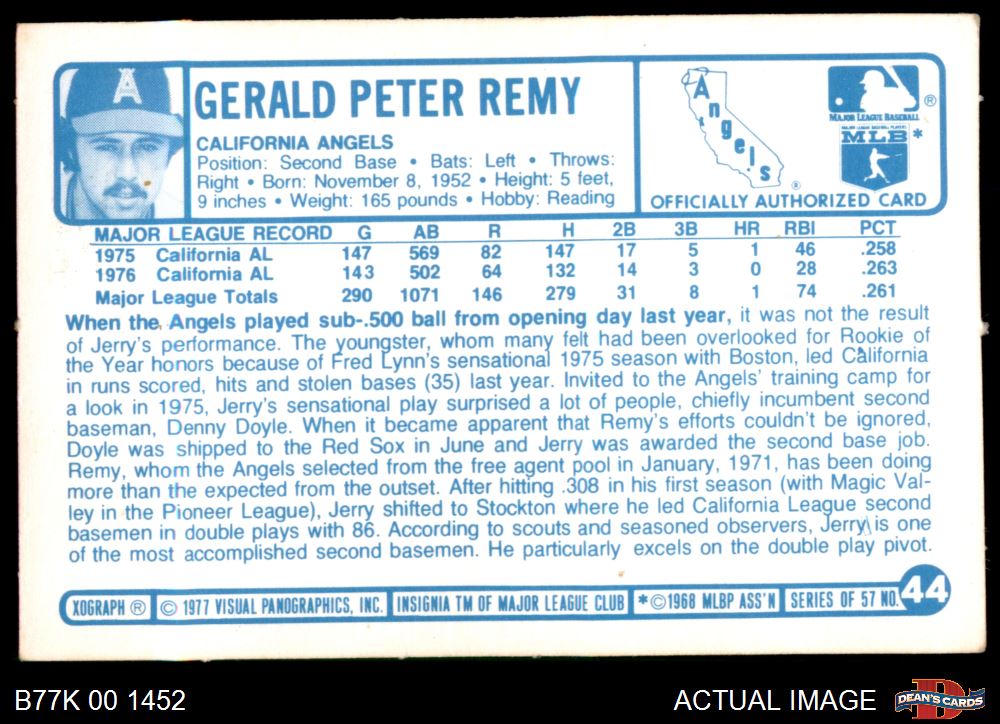 A
GERALD PETER REMY
CALIFORNIA ANGELS
Position: Second Base • Bats: Left • Throws:
Right • Born: November 8, 1952 • Height: 5 feet,
9 inches • Weight: 165 pounds • Hobby: Reading
Angels
®
MAJOR LEAGUE BASEBALL ®
MAJOR LEAGUE BASEBALL PLAYERS
MLB *
OFFICIALLY AUTHORIZED CARD
MAJOR LEAGUE RECORD G AB R H 2B 3B HR RBI PCT
1975 California AL 147 569 82 147 17 5 1 46 .258
1976 California AL 143 502 64 132 14 3 0 28 .263
Major League Totals 290 1071 146 279 31 8 1 74 .261
When the Angels played sub-.500 ball from opening day last year, it was not the result
of Jerry's performance. The youngster, whom many felt had been overlooked for Rookie of
the Year honors because of Fred Lynn's sensational 1975 season with Boston, led California
in runs scored, hits and stolen bases (35) last year. Invited to the Angels' training camp for
a look in 1975, Jerry's sensational play surprised a lot of people, chiefly incumbent second
baseman, Denny Doyle. When it became apparent that Remy's efforts couldn't be ignored,
Doyle was shipped to the Red Sox in June and Jerry was awarded the second base job.
Remy, whom the Angels selected from the free agent pool in January, 1971, has been doing
more than the expected from the outset. After hitting .308 in his first season (with Magic Val-
ley in the Pioneer League), Jerry shifted to Stockton where he led California League second
basemen in double plays with 86. According to scouts and seasoned observers, Jerry is one
of the most accomplished second basemen. He particularly excels on the double play pivot.
XOGRAPH ® © 1977 VISUAL PANOGRAPHICS, INC. INSIGNIA TM OF MAJOR LEAGUE CLUB *©1968 MLBP ASS'N SERIES OF 57 NO. 44
B77K 00 1452 ACTUAL IMAGE DEAN'S CARDS